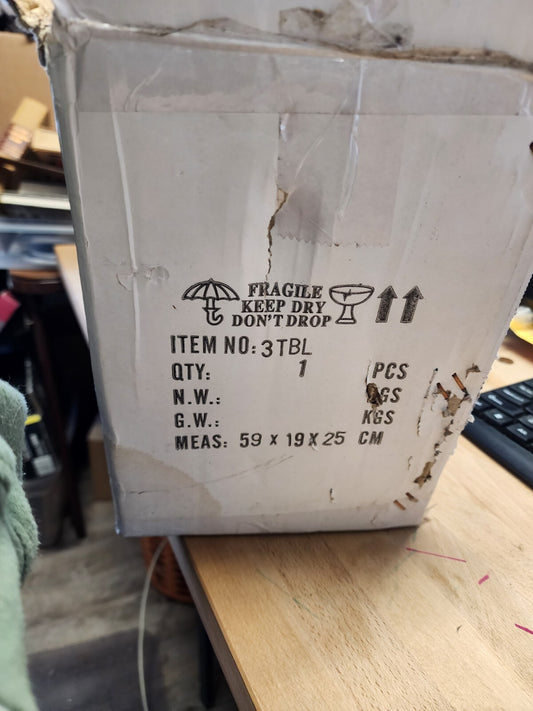 FRAGILE
KEEP DRY
DON'T DROP
ITEM NO: 3TBL
QTY: 1 PCS
N.W.: KGS
G.W.: KGS
MEAS: 59 X 19 X 25 CM